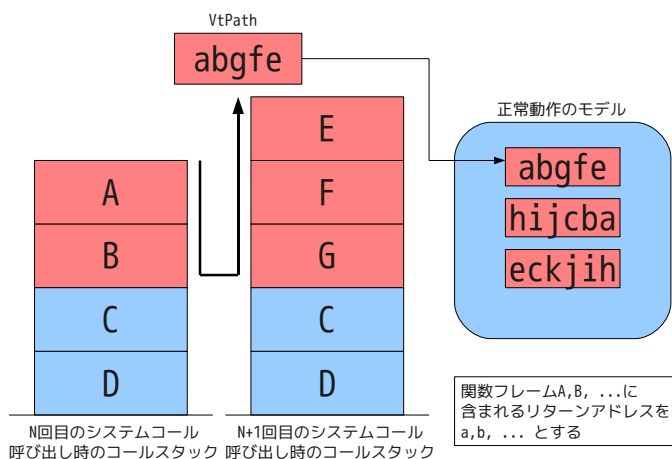 VtPath
abgfe
正常動作のモデル
abgfe
hijcba
eckjih
A
B
C
D
E
F
G
C
D
N回目のシステムコール
呼び出し時のコールスタック
N+1回目のシステムコール
呼び出し時のコールスタック
関数フレームA,B, ...に
含まれるリターンアドレスを
a,b, ... とする